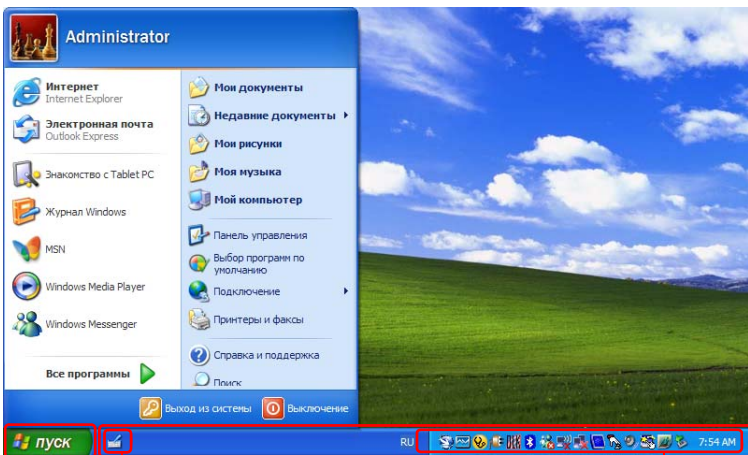 Administrator
Интернет
Internet Explorer
Электронная почта
Outlook Express
Знакомство с Tablet PC
Журнал Windows
MSN
Windows Media Player
Windows Messenger
Все программы
Мои документы
Недавние документы
Мои рисунки
Моя музыка
Мой компьютер
Панель управления
Выбор программ по
умолчанию
Подключение
Принтеры и факсы
Справка и поддержка
Поиск
Выход из системы
Выключение
пуск
RU
7:54 AM